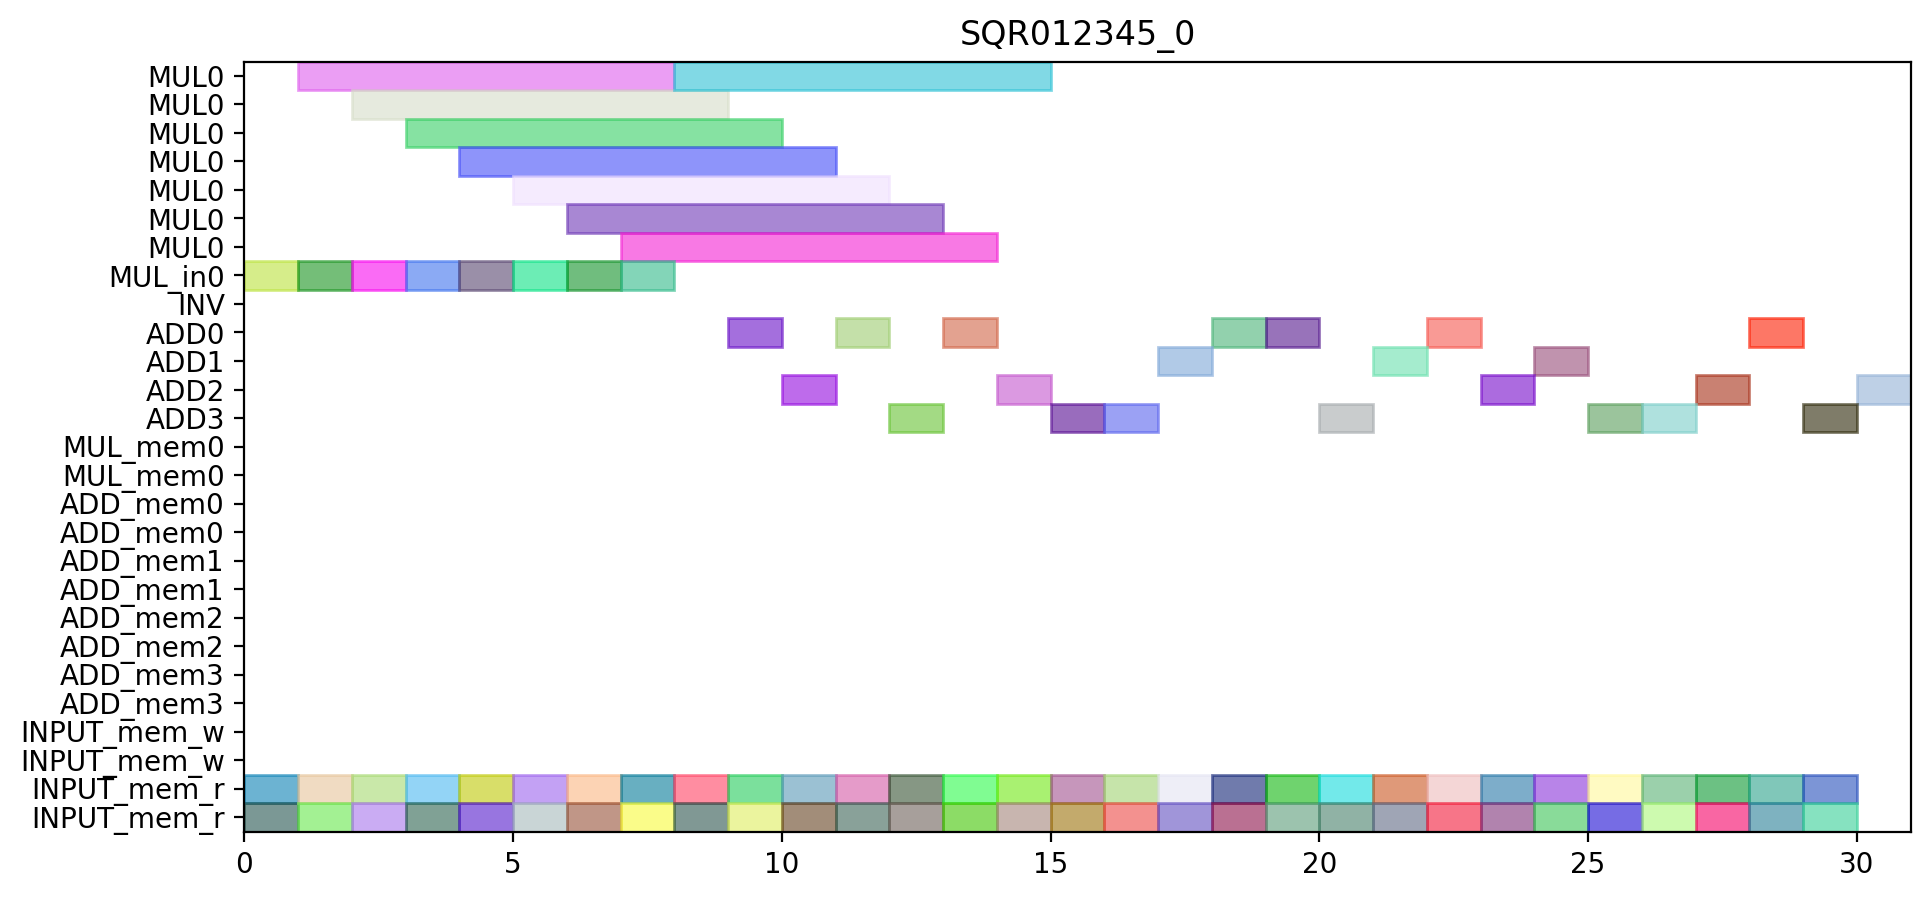 SQR012345_0
MUL0
MUL0
MUL0
MUL0
MUL0
MUL0
MUL0
MUL_in0
INV
ADD0
ADD1
ADD2
ADD3
MUL_mem0
MUL_mem0
ADD_mem0
ADD_mem0
ADD_mem1
ADD_mem1
ADD_mem2
ADD_mem2
ADD_mem3
ADD_mem3
INPUT_mem_w
INPUT_mem_w
INPUT_mem_r
INPUT_mem_r
0 5 10 15 20 25 30